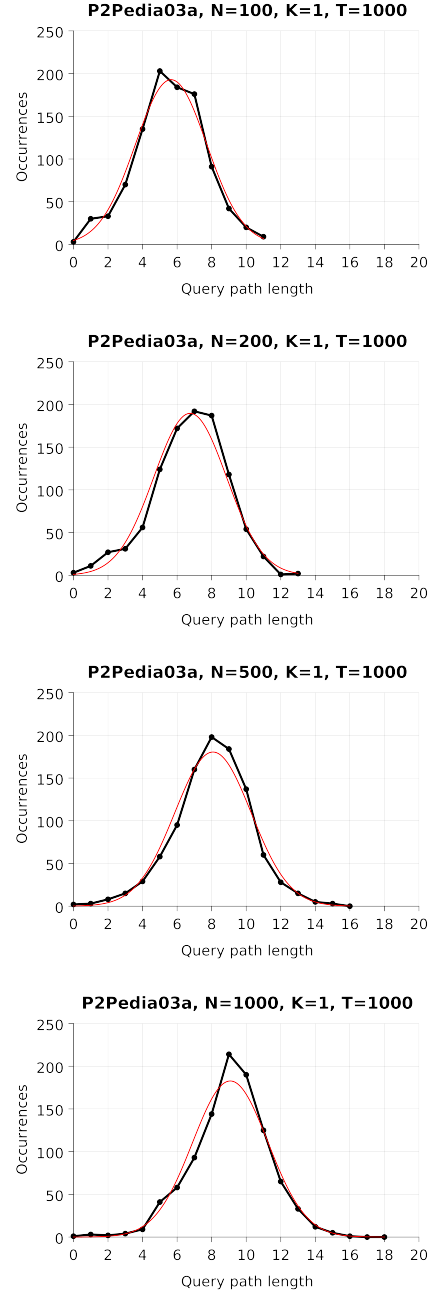 P2Pedia03a, N=100, K=1, T=1000
250
200
150
100
50
0
Occurrences
0 2 4 6 8 10 12 14 16 18 20
Query path length
P2Pedia03a, N=200, K=1, T=1000
250
200
150
100
50
0
Occurrences
0 2 4 6 8 10 12 14 16 18 20
Query path length
P2Pedia03a, N=500, K=1, T=1000
250
200
150
100
50
0
Occurrences
0 2 4 6 8 10 12 14 16 18 20
Query path length
P2Pedia03a, N=1000, K=1, T=1000
250
200
150
100
50
0
Occurrences
0 2 4 6 8 10 12 14 16 18 20
Query path length